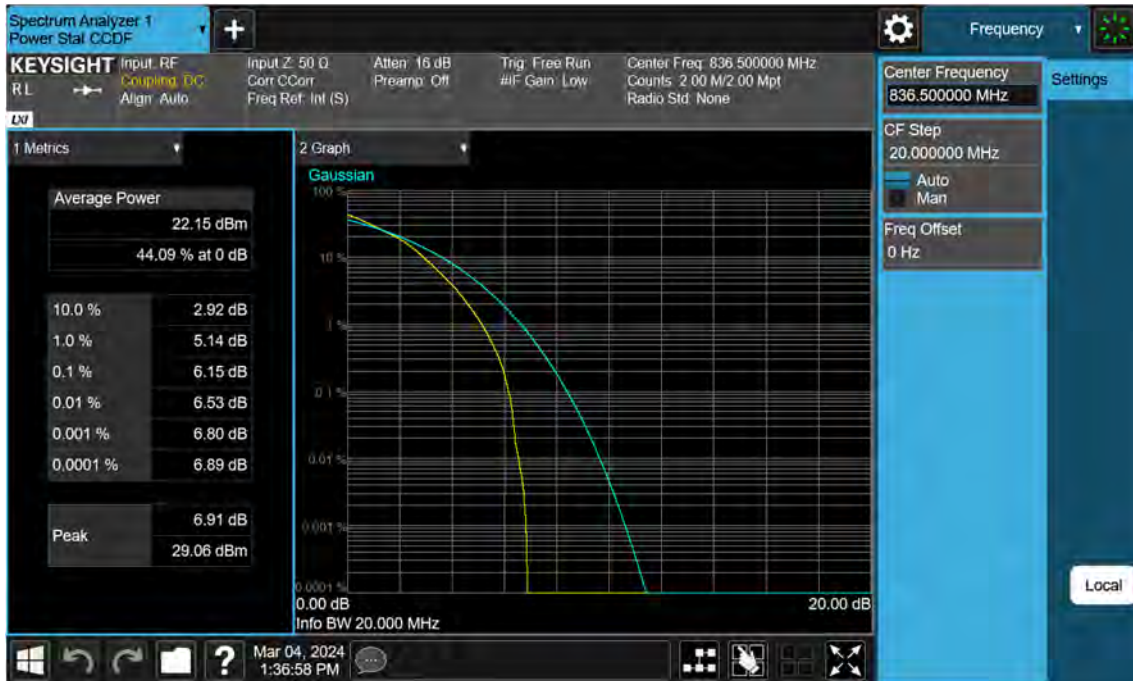 Spectrum Analyzer 1
Power Stat CCDF
Frequency
KEYSIGHT
RL
LXI
Input: RF
Coupling: DC
Align: Auto
Input Z: 50 Ω
Corr CCorr
Freq Ref: Int (S)
Atten: 16 dB
Preamp: Off
Trig: Free Run
#IF Gain: Low
Center Freq: 836.500000 MHz
Counts: 2.00 M/2.00 Mpt
Radio Std: None
Center Frequency
836.500000 MHz
Settings
CF Step
20.000000 MHz
Auto
Man
Freq Offset
0 Hz
1 Metrics
Average Power
22.15 dBm
44.09 % at 0 dB
10.0 % 2.92 dB
1.0 % 5.14 dB
0.1 % 6.15 dB
0.01 % 6.53 dB
0.001 % 6.80 dB
0.0001 % 6.89 dB
Peak
6.91 dB
29.06 dBm
2 Graph
Gaussian
100 %
10 %
1 %
0.1 %
0.01 %
0.001 %
0.0001 %
0.00 dB 20.00 dB
Info BW 20.000 MHz
Local
?
Mar 04, 2024
1:36:58 PM